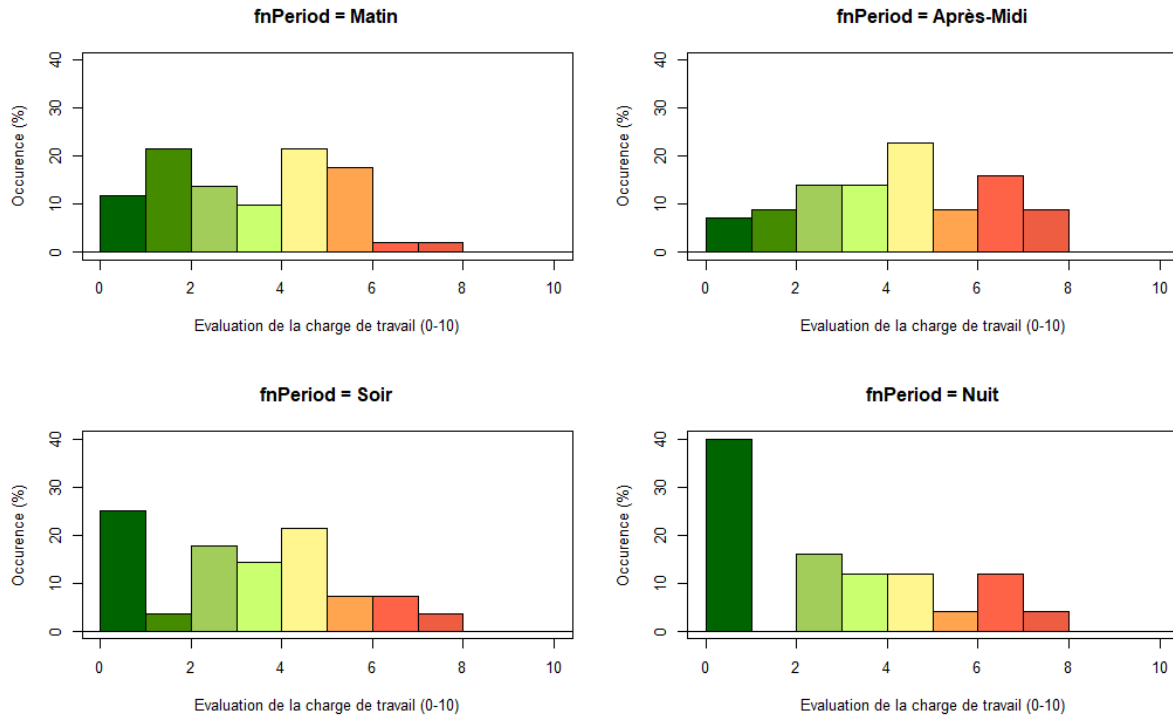 fnPeriod = Matin
Occurence (%)
0 10 20 30 40
0 2 4 6 8 10
Evaluation de la charge de travail (0-10)
fnPeriod = Après-Midi
Occurence (%)
0 10 20 30 40
0 2 4 6 8 10
Evaluation de la charge de travail (0-10)
fnPeriod = Soir
Occurence (%)
0 10 20 30 40
0 2 4 6 8 10
Evaluation de la charge de travail (0-10)
fnPeriod = Nuit
Occurence (%)
0 10 20 30 40
0 2 4 6 8 10
Evaluation de la charge de travail (0-10)